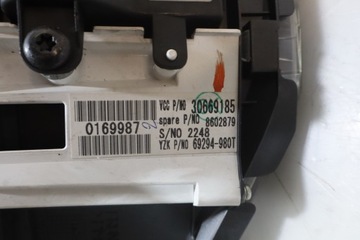 VCC P/NO 30669185
spare P/NO 8602879
0169987
S/NO 2248
YZK P/NO 69294-980T